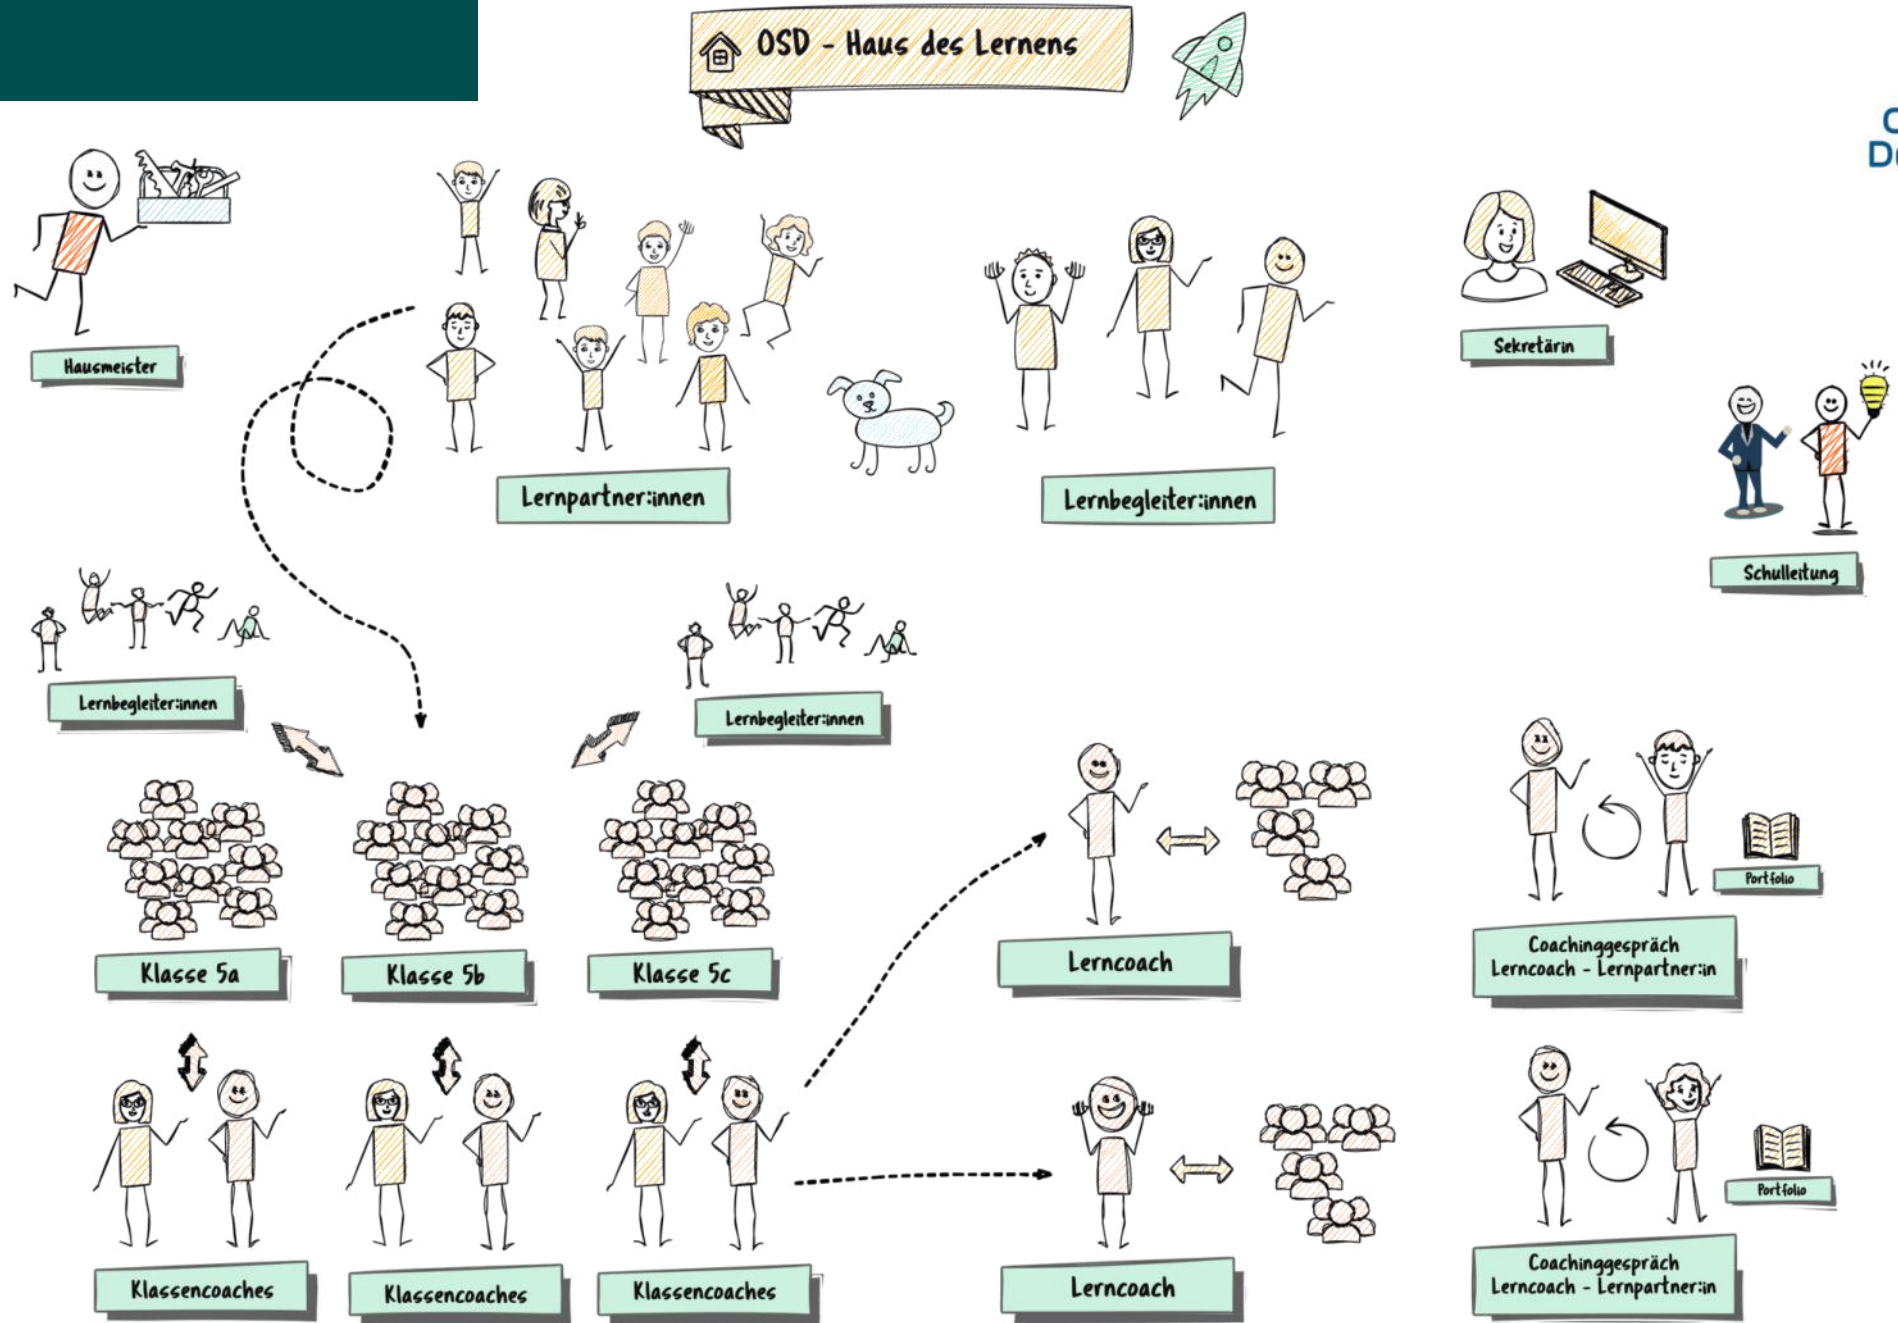 OSD - Haus des Lernens
Hausmeister
Sekretärin
Lernpartner:innen
Lernbegleiter:innen
Schulleitung
Lernbegleiter:innen
Lernbegleiter:innen
Portfolio
Klasse 5a
Klasse 5b
Klasse 5c
Lerncoach
Coachinggespräch
Lerncoach - Lernpartner:in
Portfolio
Klassencoaches
Klassencoaches
Klassencoaches
Lerncoach
Coachinggespräch
Lerncoach - Lernpartner:in